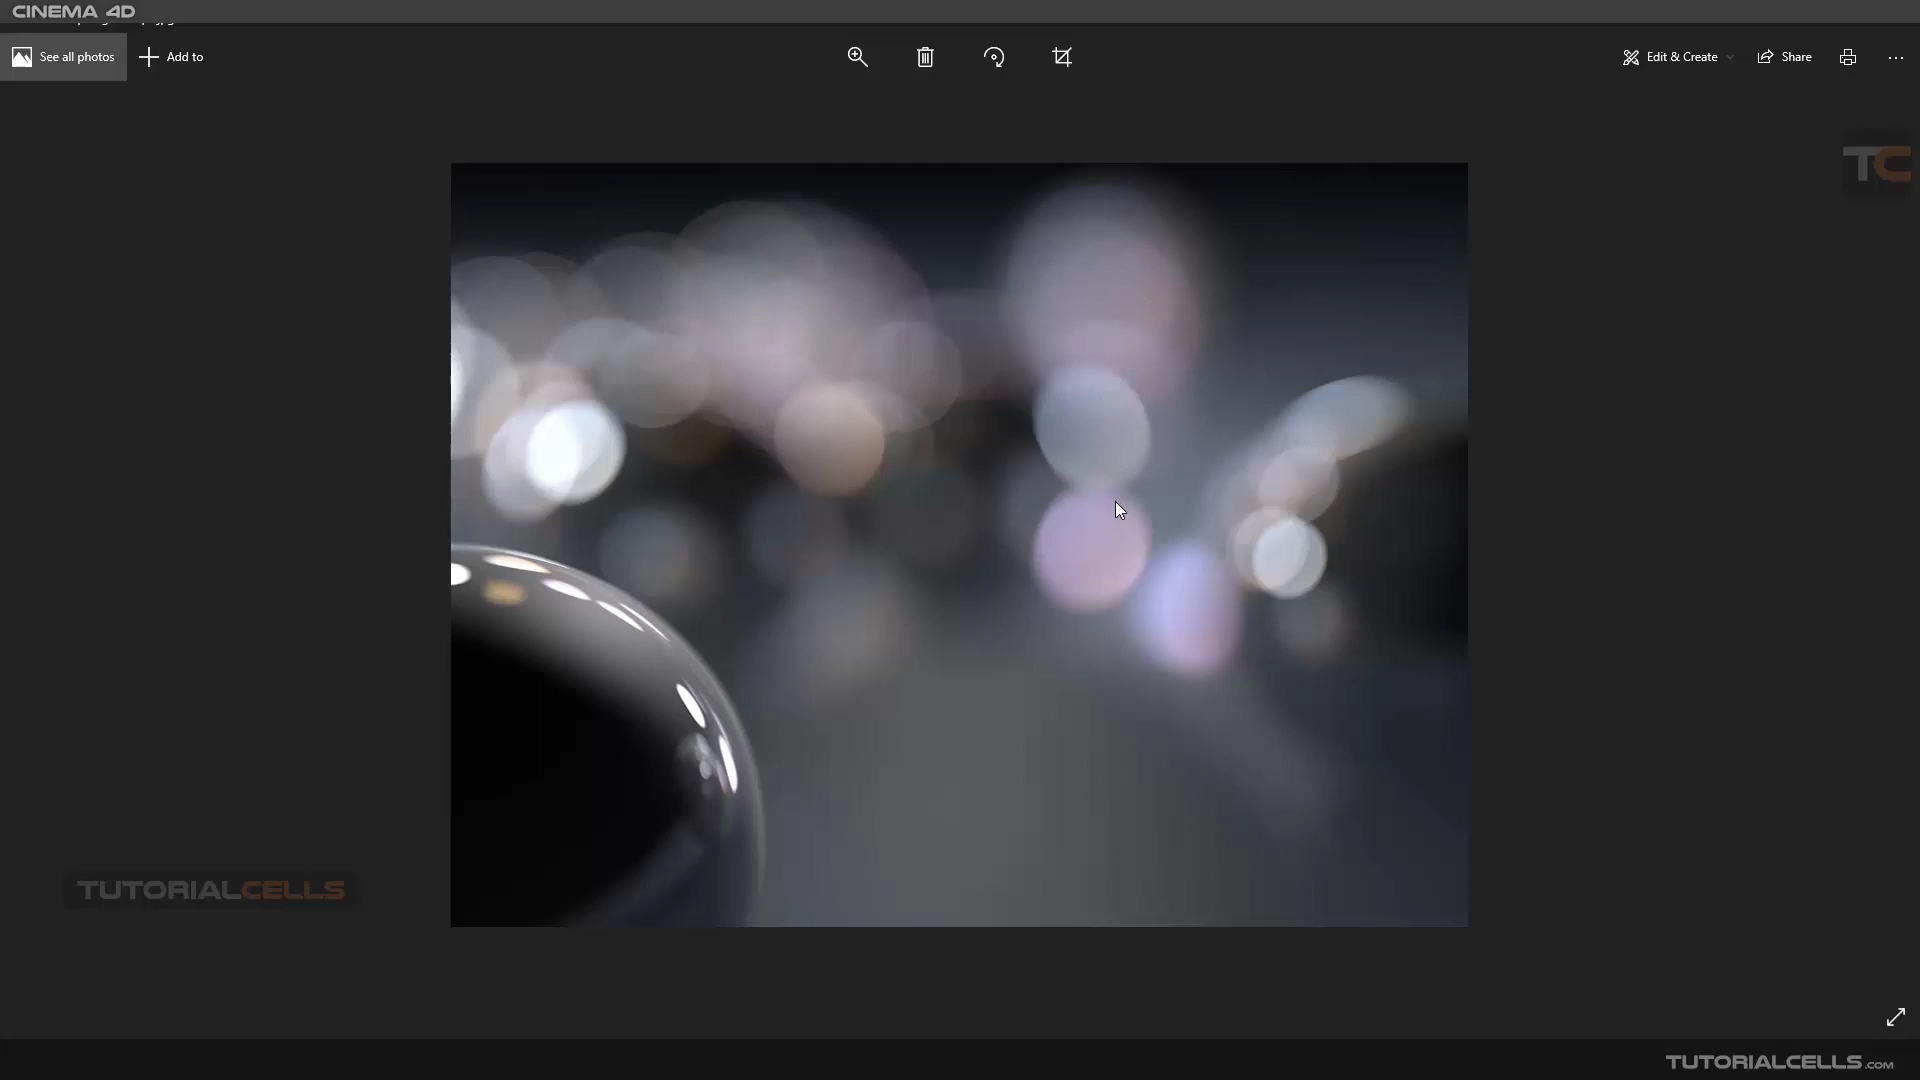 CINEMA 4D
See all photos
Add to
Edit & Create
Share
TC
TUTORIALCELLS
TUTORIALCELLS.COM